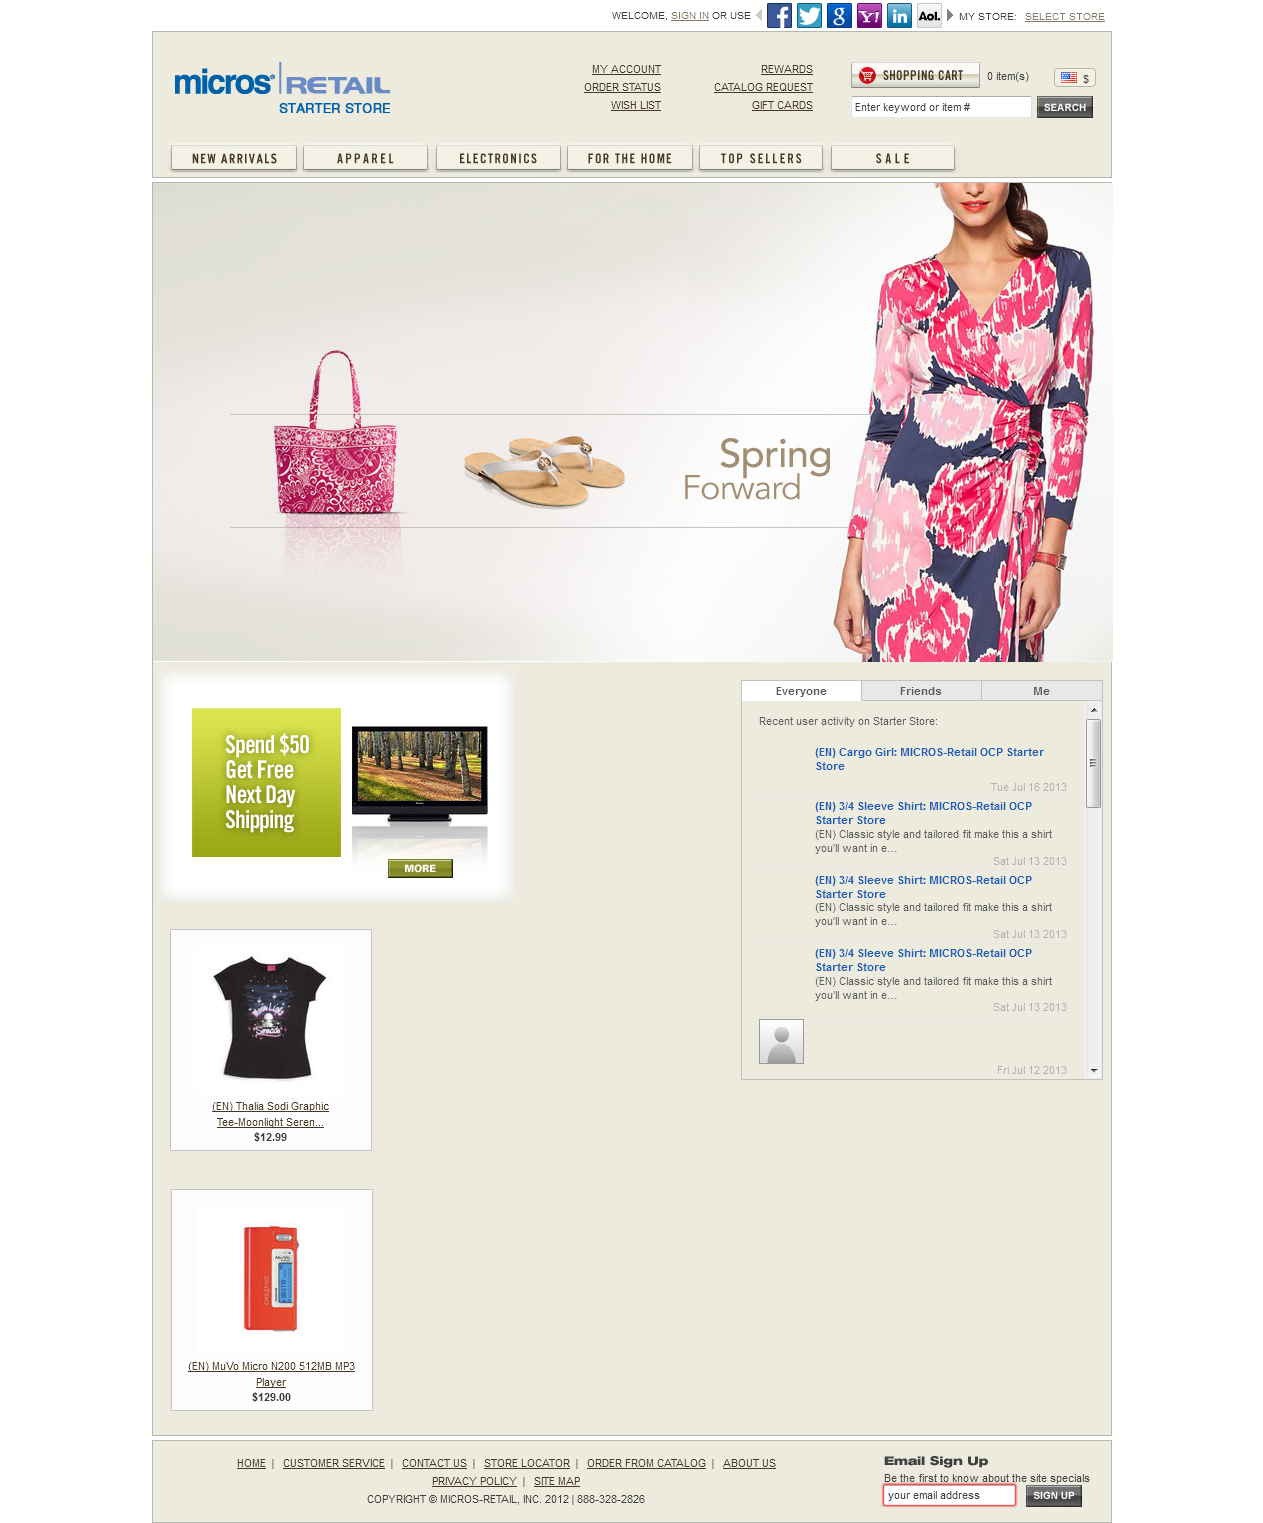 WELCOME, SIGN IN OR USE
Aol.
MY STORE: SELECT STORE
micros RETAIL
STARTER STORE
MY ACCOUNT
ORDER STATUS
WISH LIST
REWARDS
CATALOG REQUEST
GIFT CARDS
SHOPPING CART
0 item(s)
$
Enter keyword or item #
SEARCH
NEW ARRIVALS
APPAREL
ELECTRONICS
FOR THE HOME
TOP SELLERS
SALE
Spring
Forward
Spend $50
Get Free
Next Day
Shipping
MORE
Everyone
Friends
Me
Recent user activity on Starter Store:
(EN) Cargo Girl: MICROS-Retail OCP Starter
Store
Tue Jul 16 2013
(EN) 3/4 Sleeve Shirt: MICROS-Retail OCP
Starter Store
(EN) Classic style and tailored fit make this a shirt
you'll want in e...
Sat Jul 13 2013
(EN) 3/4 Sleeve Shirt: MICROS-Retail OCP
Starter Store
(EN) Classic style and tailored fit make this a shirt
you'll want in e...
Sat Jul 13 2013
(EN) 3/4 Sleeve Shirt: MICROS-Retail OCP
Starter Store
(EN) Classic style and tailored fit make this a shirt
you'll want in e...
Sat Jul 13 2013
Fri Jul 12 2013
(EN) Thalia Sodi Graphic
Tee-Moonlight Seren...
$12.99
MuVo
CREATIVE
(EN) MuVo Micro N200 512MB MP3
Player
$129.00
HOME | CUSTOMER SERVICE | CONTACT US | STORE LOCATOR | ORDER FROM CATALOG | ABOUT US
PRIVACY POLICY | SITE MAP
COPYRIGHT © MICROS-RETAIL, INC. 2012 | 888-328-2826
Email Sign Up
Be the first to know about the site specials
your email address
SIGN UP